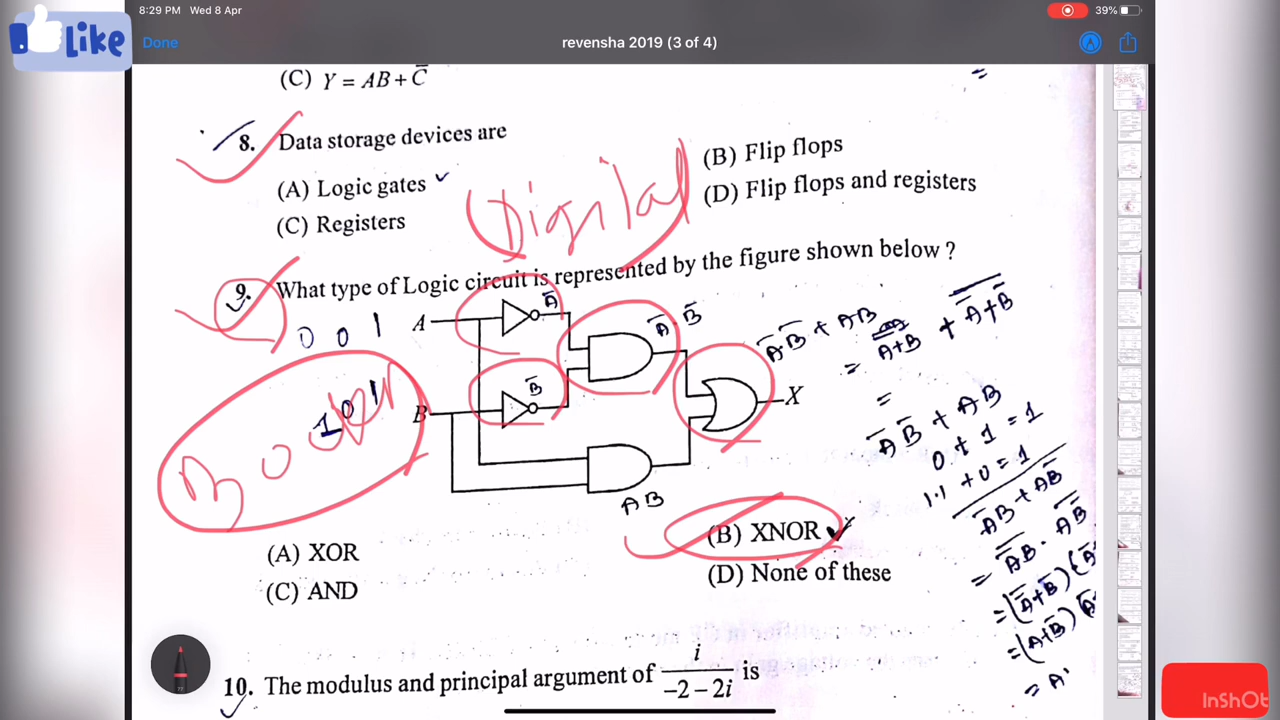 8:29 PM Wed 8 Apr
39%
Like
Done
revensha 2019 (3 of 4)
(C) Y = AB + C̅
=
8. Data storage devices are
(A) Logic gates
(B) Flip flops
(C) Registers
(D) Flip flops and registers
Digital
9. What type of Logic circuit is represented by the figure shown below ?
0 0 1
A
A̅
B
B̅
A̅·B̅
AB
X
1 0 1
A̅B̅ + AB
= A+B + A̅+B̅
=
A̅B̅ + AB
0 + 1 = 1
1·1 + 0 = 1
(A) XOR
(B) XNOR
(C) AND
(D) None of these
10. The modulus and principal argument of i / −2 − 2i is
InShOt